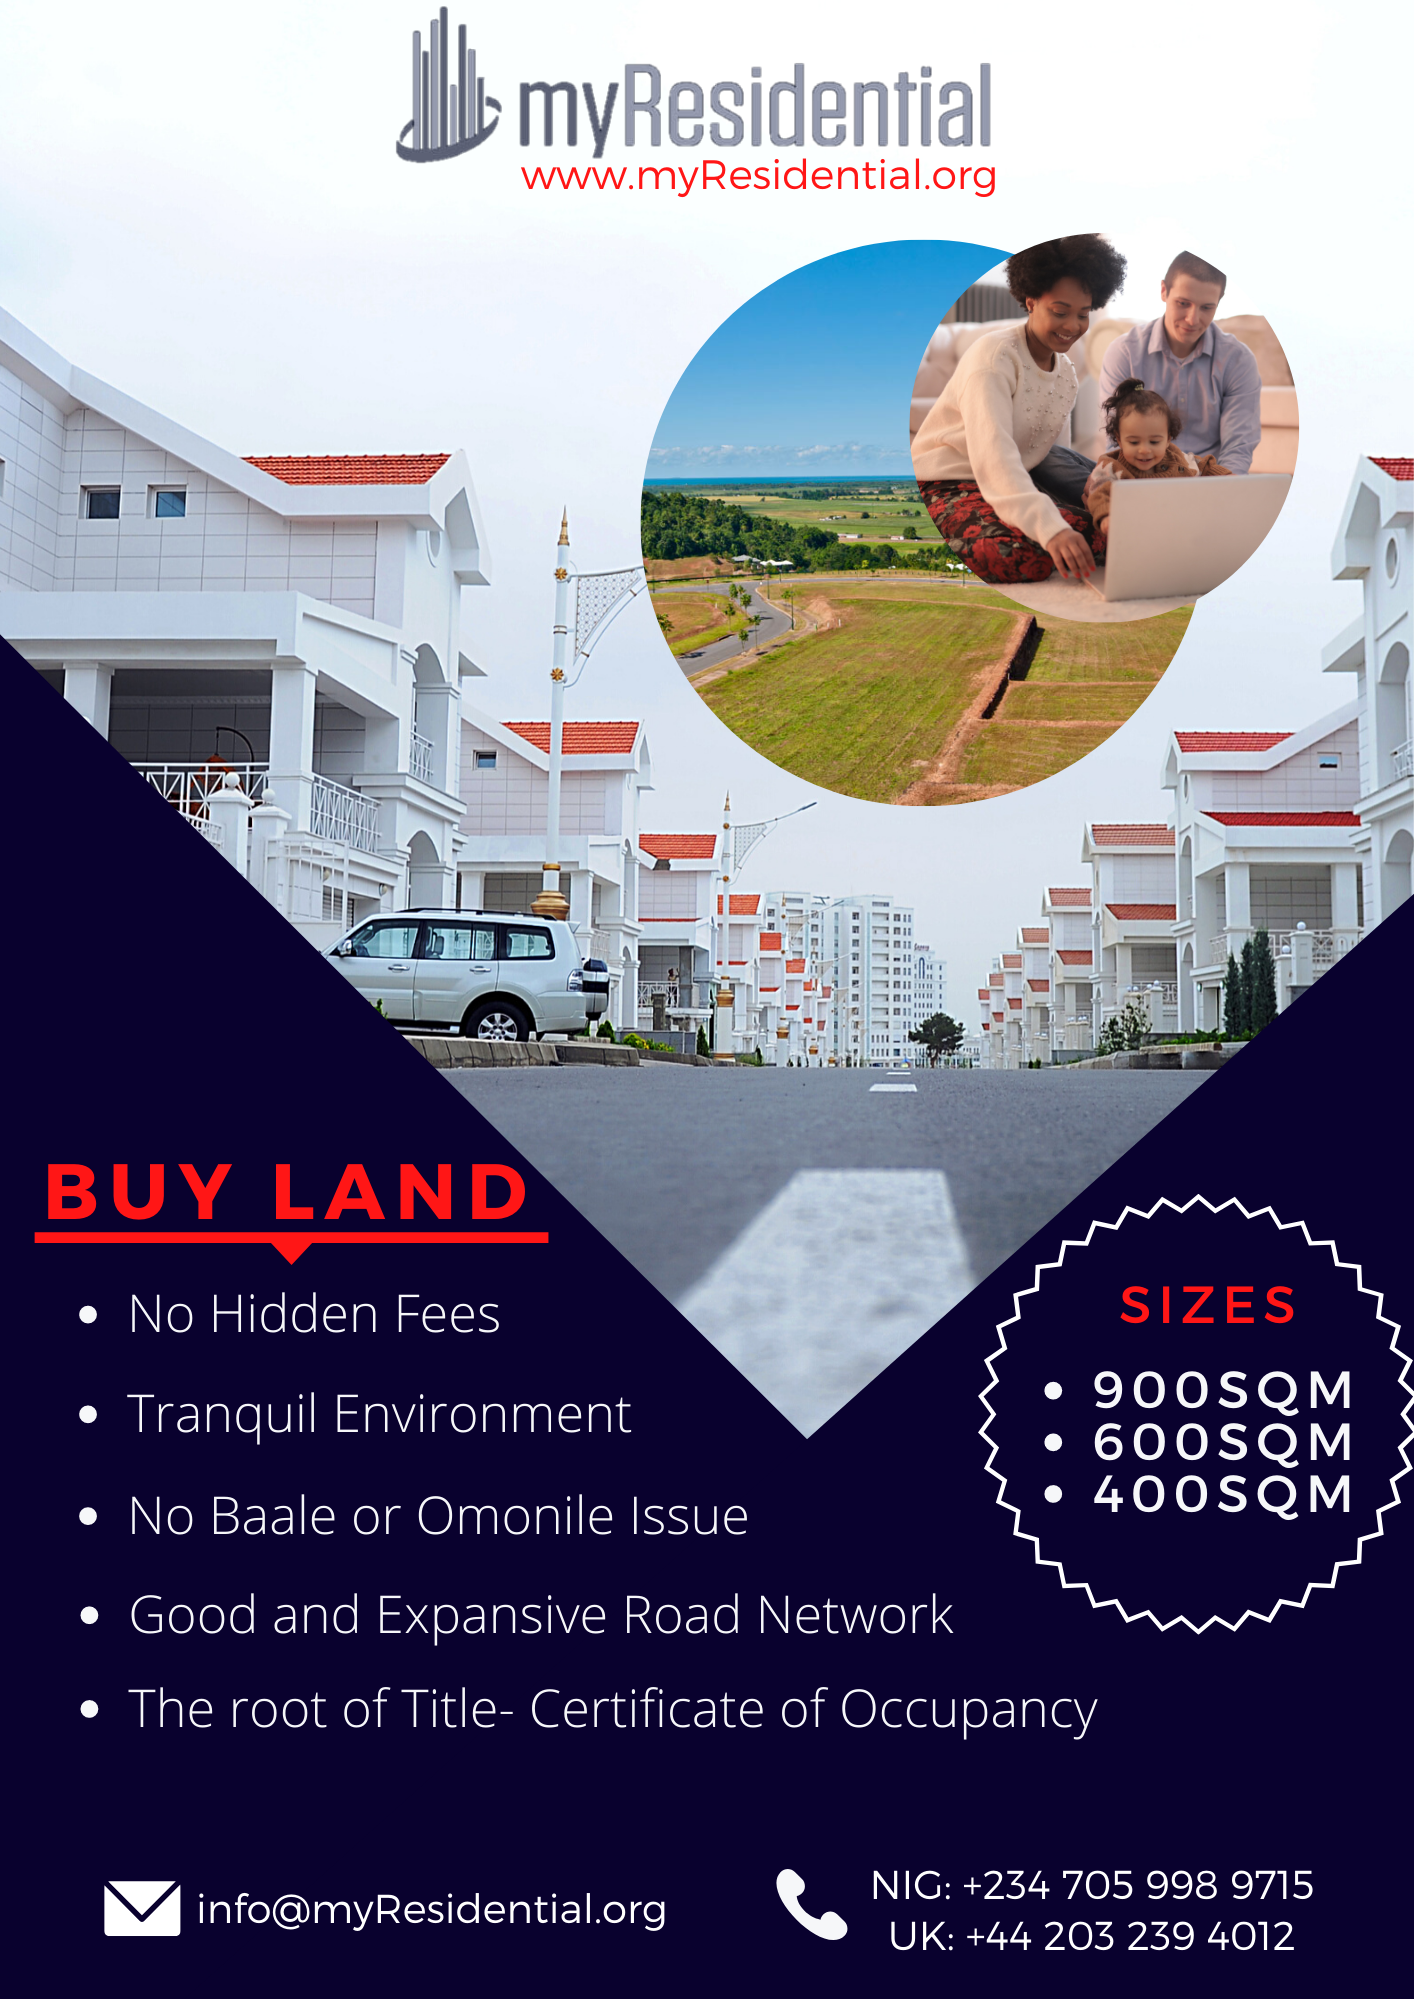 myResidential
www.myResidential.org
BUY LAND
• No Hidden Fees
• Tranquil Environment
• No Baale or Omonile Issue
• Good and Expansive Road Network
• The root of Title- Certificate of Occupancy
SIZES
• 900SQM
• 600SQM
• 400SQM
info@myResidential.org
NIG: +234 705 998 9715
UK: +44 203 239 4012